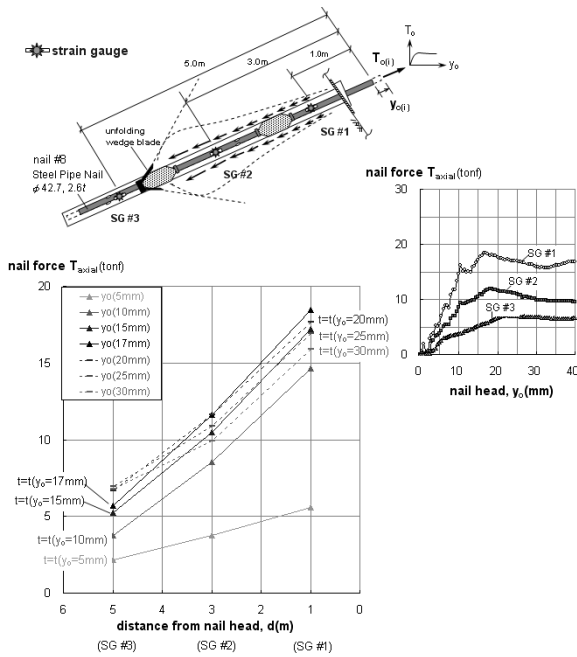 strain gauge
5.0m
3.0m
1.0m
To
yo
To(i)
yo(i)
SG #1
unfolding
wedge blade
SG #2
nail #8
Steel Pipe Nail
ϕ 42.7, 2.6t
SG #3
nail force Taxial(tonf)
30
20
10
0
SG #1
SG #2
SG #3
0 5 10 15 20 25 30 35 40
nail head, yo(mm)
nail force Taxial(tonf)
20
15
10
5
0
yo(5mm)
yo(10mm)
yo(15mm)
yo(17mm)
yo(20mm)
yo(25mm)
yo(30mm)
t=t(yo=20mm)
t=t(yo=25mm)
t=t(yo=30mm)
t=t(yo=17mm)
t=t(yo=15mm)
t=t(yo=10mm)
t=t(yo=5mm)
6 5 4 3 2 1 0
distance from nail head, d(m)
(SG #3) (SG #2) (SG #1)